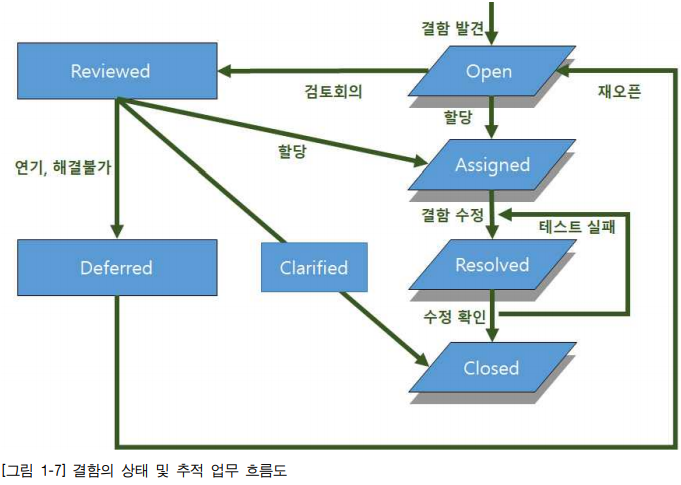 결함 발견
Reviewed
Open
검토회의
재오픈
할당
할당
Assigned
연기, 해결불가
결함 수정
테스트 실패
Deferred
Clarified
Resolved
수정 확인
Closed
[그림 1-7] 결함의 상태 및 추적 업무 흐름도